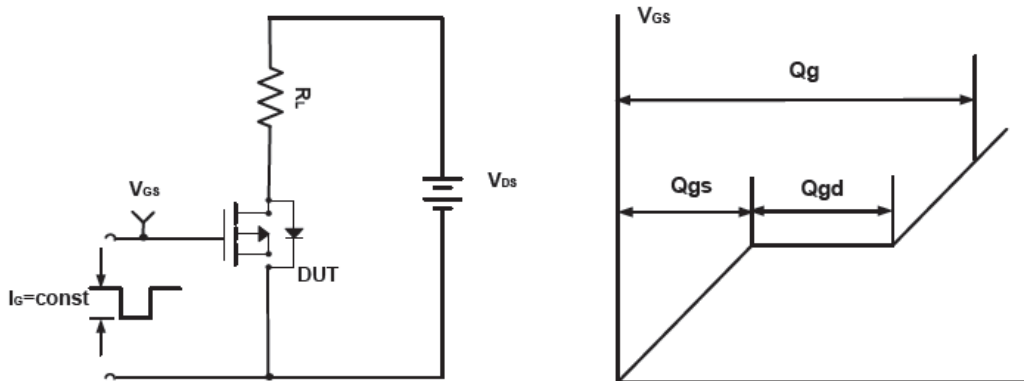 RL
VGS
VDS
DUT
IG=const
VGS
Qg
Qgs
Qgd